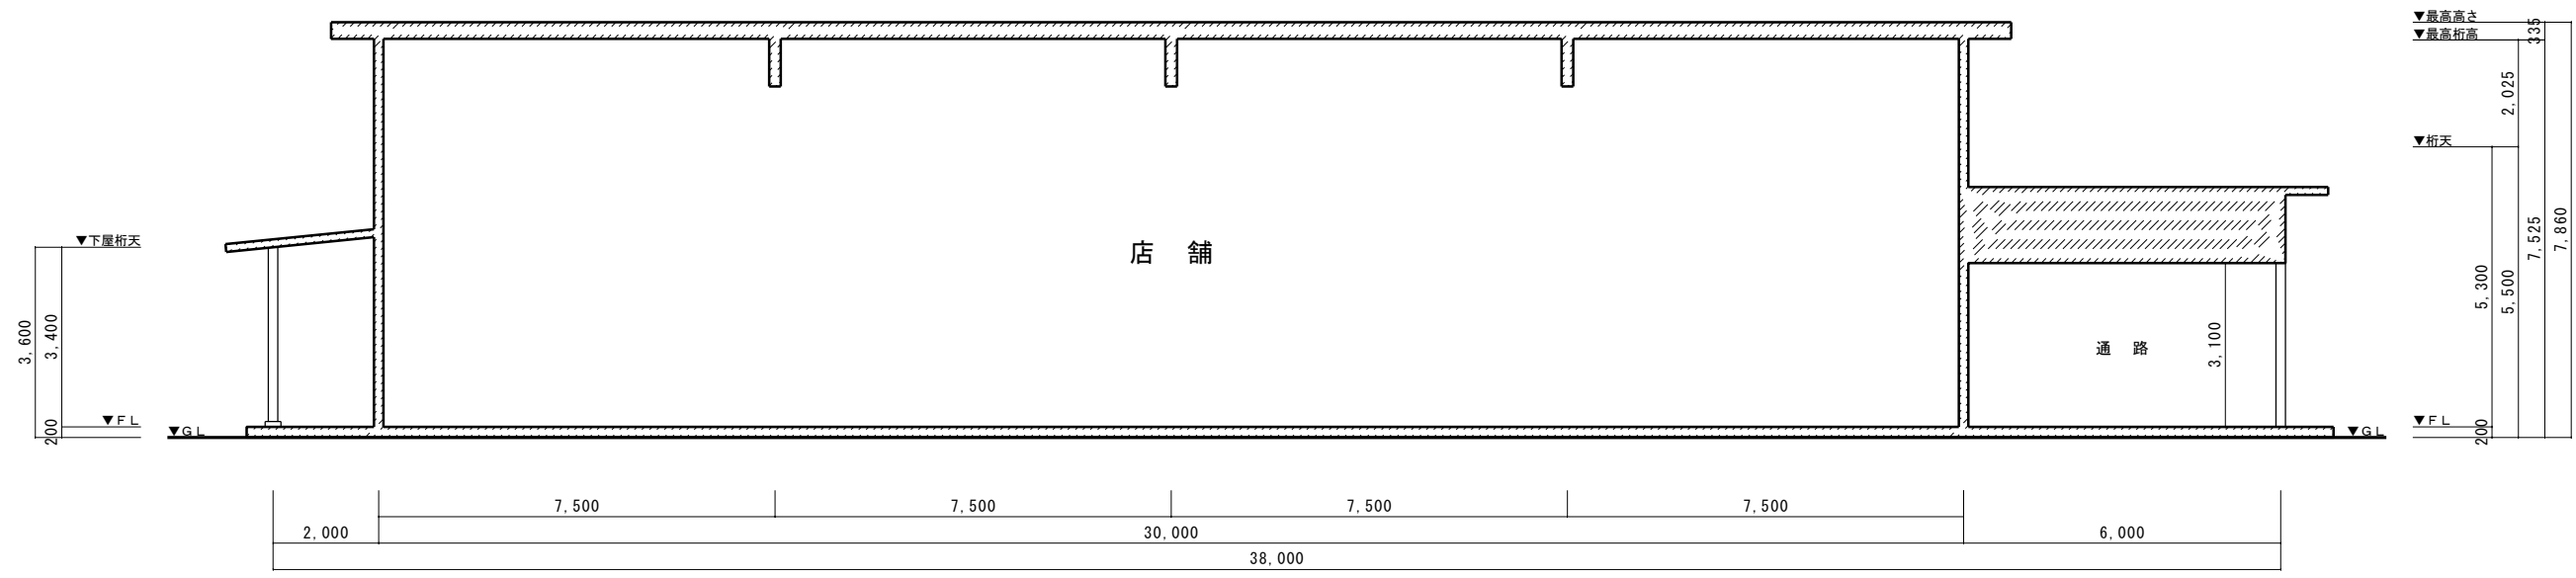 ▼最高高さ
335
▼最高桁高
2,025
▼桁天
7,525
7,860
5,300
5,500
▼下屋桁天
店 舗
3,600
3,400
通 路
3,100
▼FL
200
▼GL
▼FL
200
▼GL
7,500
7,500
7,500
7,500
2,000
30,000
6,000
38,000